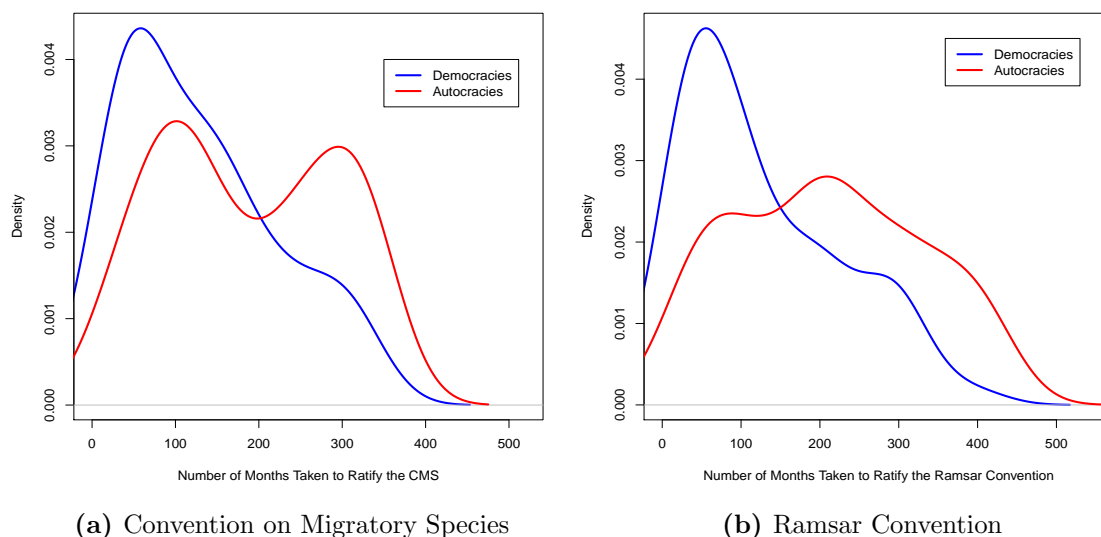 Density
0.000
0.001
0.002
0.003
0.004
Democracies
Autocracies
0
100
200
300
400
500
Number of Months Taken to Ratify the CMS
(a) Convention on Migratory Species
Density
0.000
0.001
0.002
0.003
0.004
Democracies
Autocracies
0
100
200
300
400
500
Number of Months Taken to Ratify the Ramsar Convention
(b) Ramsar Convention